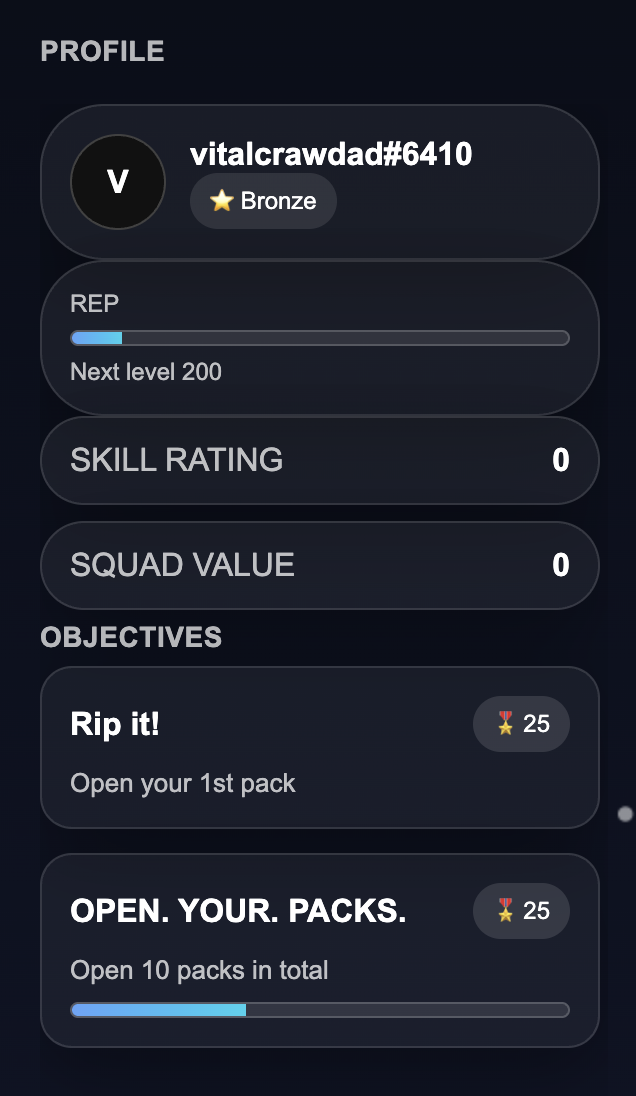 PROFILE
V
vitalcrawdad#6410
⭐ Bronze
REP
Next level 200
SKILL RATING 0
SQUAD VALUE 0
OBJECTIVES
Rip it! 🎖 25
Open your 1st pack
OPEN. YOUR. PACKS. 🎖 25
Open 10 packs in total